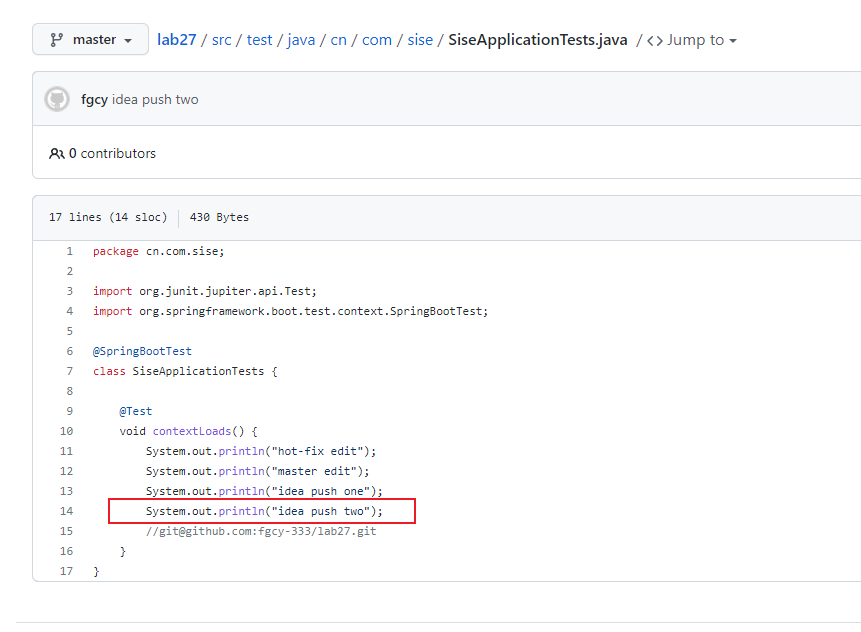 master lab27 / src / test / java / cn / com / sise / SiseApplicationTests.java / <> Jump to
fgcy idea push two
0 contributors
17 lines (14 sloc) 430 Bytes
1 package cn.com.sise;
2
3 import org.junit.jupiter.api.Test;
4 import org.springframework.boot.test.context.SpringBootTest;
5
6 @SpringBootTest
7 class SiseApplicationTests {
8
9 @Test
10 void contextLoads() {
11 System.out.println("hot-fix edit");
12 System.out.println("master edit");
13 System.out.println("idea push one");
14 System.out.println("idea push two");
15 //git@github.com:fgcy-333/lab27.git
16 }
17 }